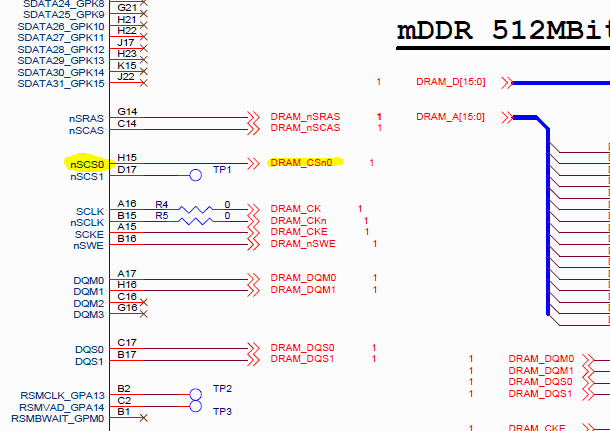 SDATA24_GPK8
SDATA25_GPK9 G21
SDATA26_GPK10 H21
SDATA27_GPK11 H22
SDATA28_GPK12 J17
SDATA29_GPK13 H23
SDATA30_GPK14 K15
SDATA31_GPK15 J22
mDDR 512MBit
1 DRAM_D[15:0]
nSRAS G14 DRAM_nSRAS 1 DRAM_A[15:0]
nSCAS C14 DRAM_nSCAS 1
nSCS0 H15 DRAM_CSn0 1
nSCS1 D17 TP1
SCLK A16 R4 0 DRAM_CK 1
nSCLK B15 R5 0 DRAM_CKn 1
SCKE A15 DRAM_CKE 1
nSWE B16 DRAM_nSWE 1
DQM0 A17 DRAM_DQM0 1
DQM1 H16 DRAM_DQM1 1
DQM2 C16
DQM3 G16
DQS0 C17 DRAM_DQS0 1
DQS1 B17 DRAM_DQS1 1
1 DRAM_DQM0
1 DRAM_DQM1
1 DRAM_DQS0
1 DRAM_DQS1
RSMCLK_GPA13 B2 TP2
RSMVAD_GPA14 C2 TP3
RSMBWAIT_GPM0 B1
1 DRAM_CKE